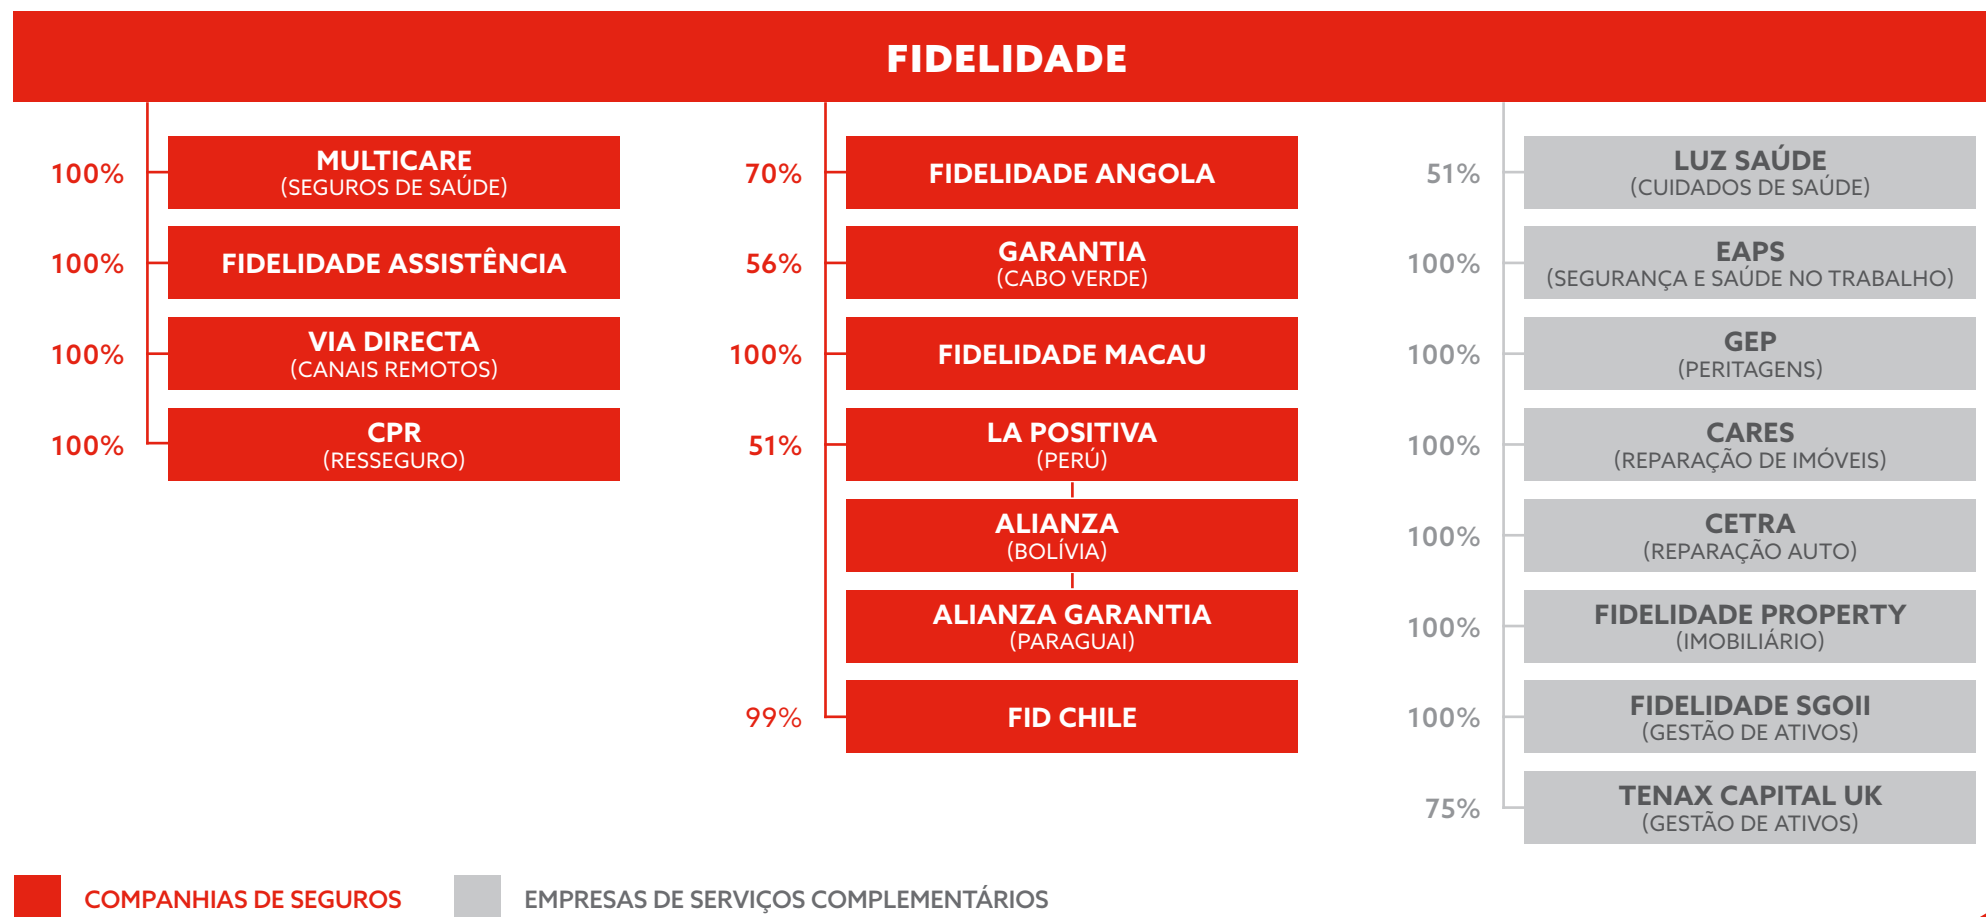 FIDELIDADE
100%
MULTICARE
(SEGUROS DE SAÚDE)
100%
FIDELIDADE ASSISTÊNCIA
100%
VIA DIRECTA
(CANAIS REMOTOS)
100%
CPR
(RESSEGURO)
70%
FIDELIDADE ANGOLA
56%
GARANTIA
(CABO VERDE)
100%
FIDELIDADE MACAU
51%
LA POSITIVA
(PERÚ)
ALIANZA
(BOLÍVIA)
ALIANZA GARANTIA
(PARAGUAI)
99%
FID CHILE
51%
LUZ SAÚDE
(CUIDADOS DE SAÚDE)
100%
EAPS
(SEGURANÇA E SAÚDE NO TRABALHO)
100%
GEP
(PERITAGENS)
100%
CARES
(REPARAÇÃO DE IMÓVEIS)
100%
CETRA
(REPARAÇÃO AUTO)
100%
FIDELIDADE PROPERTY
(IMOBILIÁRIO)
100%
FIDELIDADE SGOII
(GESTÃO DE ATIVOS)
75%
TENAX CAPITAL UK
(GESTÃO DE ATIVOS)
COMPANHIAS DE SEGUROS
EMPRESAS DE SERVIÇOS COMPLEMENTÁRIOS